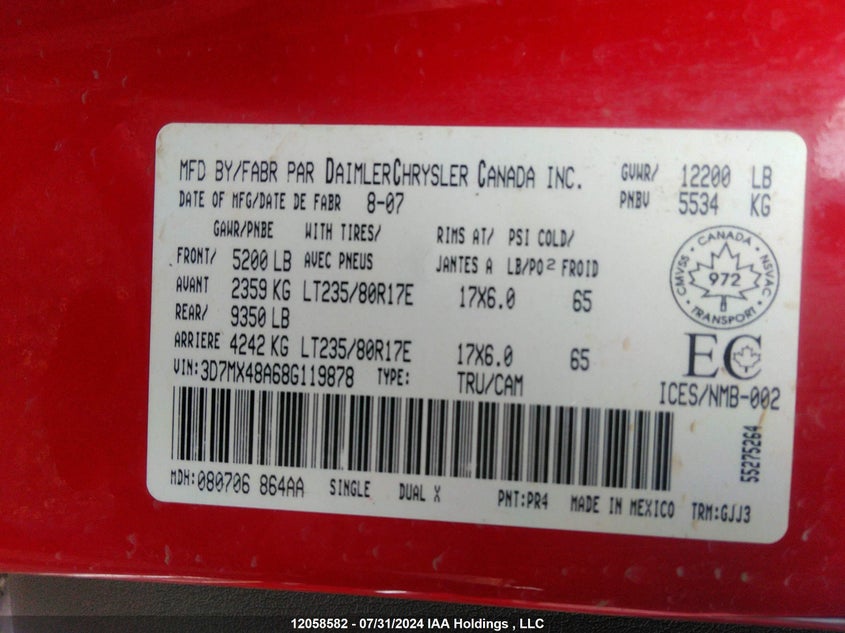 MFD BY/FABR PAR DAIMLERCHRYSLER CANADA INC. GVWR/ 12200 LB
DATE OF MFG/DATE DE FABR 8-07 PNBV 5534 KG
GAWR/PNBE WITH TIRES/ RIMS AT/ PSI COLD/
FRONT/ 5200 LB AVEC PNEUS JANTES A LB/PO2 FROID
AVANT 2359 KG LT235/80R17E 17X6.0 65
REAR/ 9350 LB
ARRIERE 4242 KG LT235/80R17E 17X6.0 65
VIN: 3D7MX48A68G119878 TYPE: TRU/CAM
CANADA
CMVSS 972 NSVAC
TRANSPORT
EC
ICES/NMB-002
55275264
MDH:080706 864AA SINGLE DUAL X PNT:PR4 MADE IN MEXICO TRM:GJJ3
12058582 - 07/31/2024 IAA Holdings , LLC